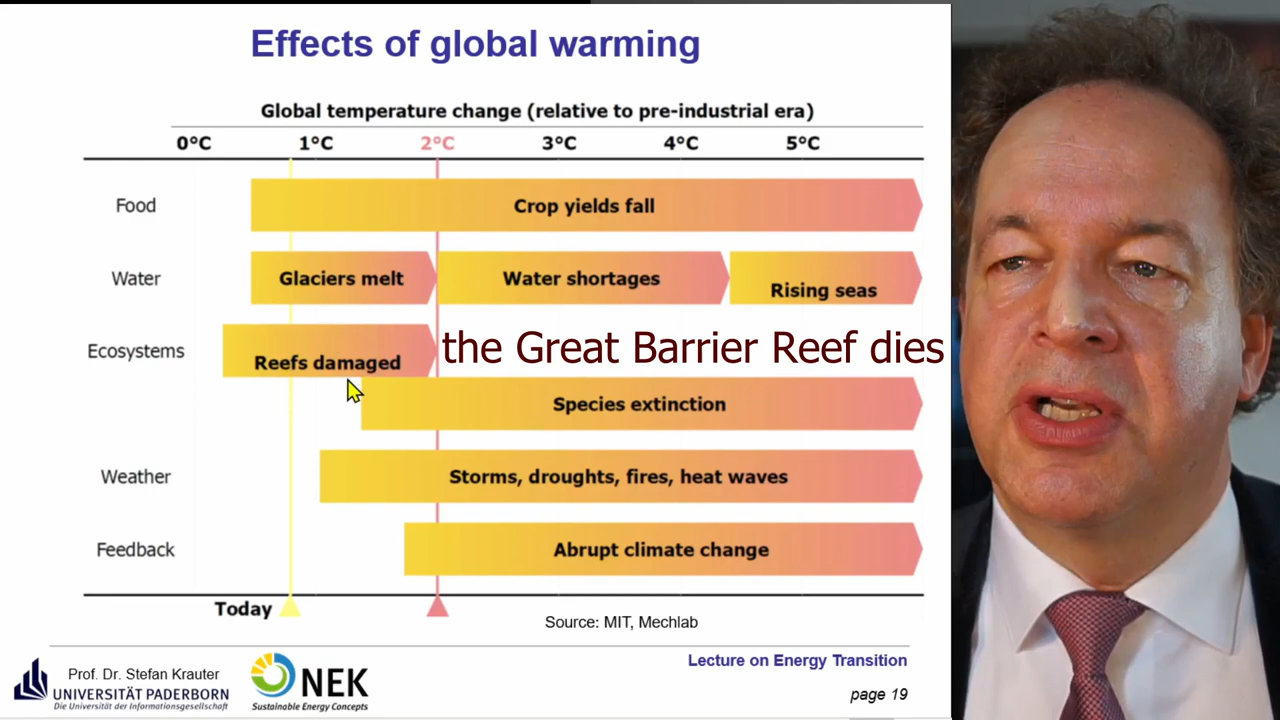 Effects of global warming
Global temperature change (relative to pre-industrial era)
0°C 1°C 2°C 3°C 4°C 5°C
Food Crop yields fall
Water Glaciers melt Water shortages Rising seas
Ecosystems Reefs damaged the Great Barrier Reef dies
Species extinction
Weather Storms, droughts, fires, heat waves
Feedback Abrupt climate change
Today
Source: MIT, Mechlab
Prof. Dr. Stefan Krauter
UNIVERSITÄT PADERBORN
Die Universität der Informationsgesellschaft
NEK
Sustainable Energy Concepts
Lecture on Energy Transition
page 19